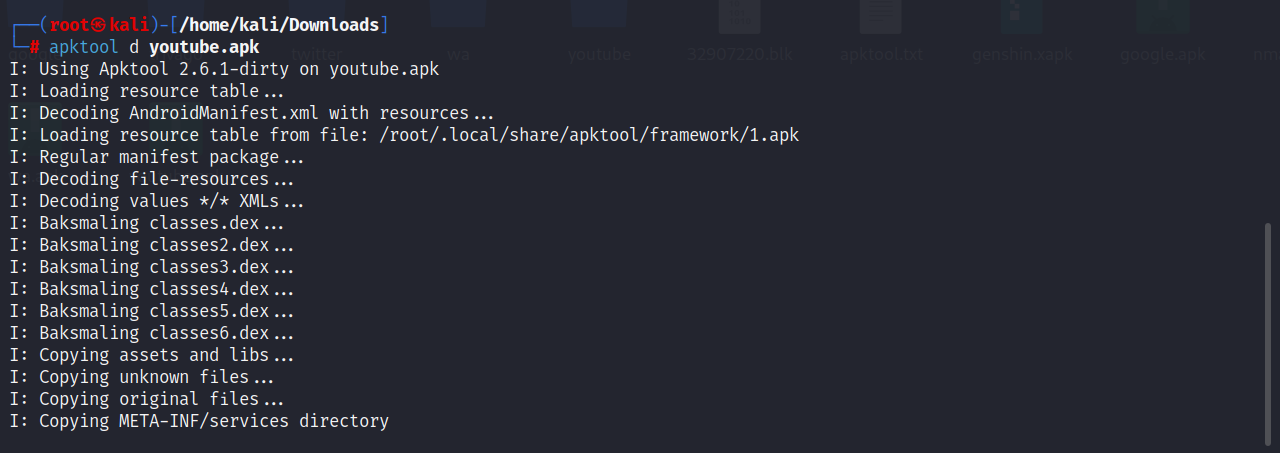 ┌──(root㉿kali)-[/home/kali/Downloads]
└─# apktool d youtube.apk
twitter wa youtube 32907220.blk apktool.txt genshin.xapk google.apk
I: Using Apktool 2.6.1-dirty on youtube.apk
I: Loading resource table...
I: Decoding AndroidManifest.xml with resources...
I: Loading resource table from file: /root/.local/share/apktool/framework/1.apk
I: Regular manifest package...
I: Decoding file-resources...
I: Decoding values */* XMLs...
I: Baksmaling classes.dex...
I: Baksmaling classes2.dex...
I: Baksmaling classes3.dex...
I: Baksmaling classes4.dex...
I: Baksmaling classes5.dex...
I: Baksmaling classes6.dex...
I: Copying assets and libs...
I: Copying unknown files...
I: Copying original files...
I: Copying META-INF/services directory